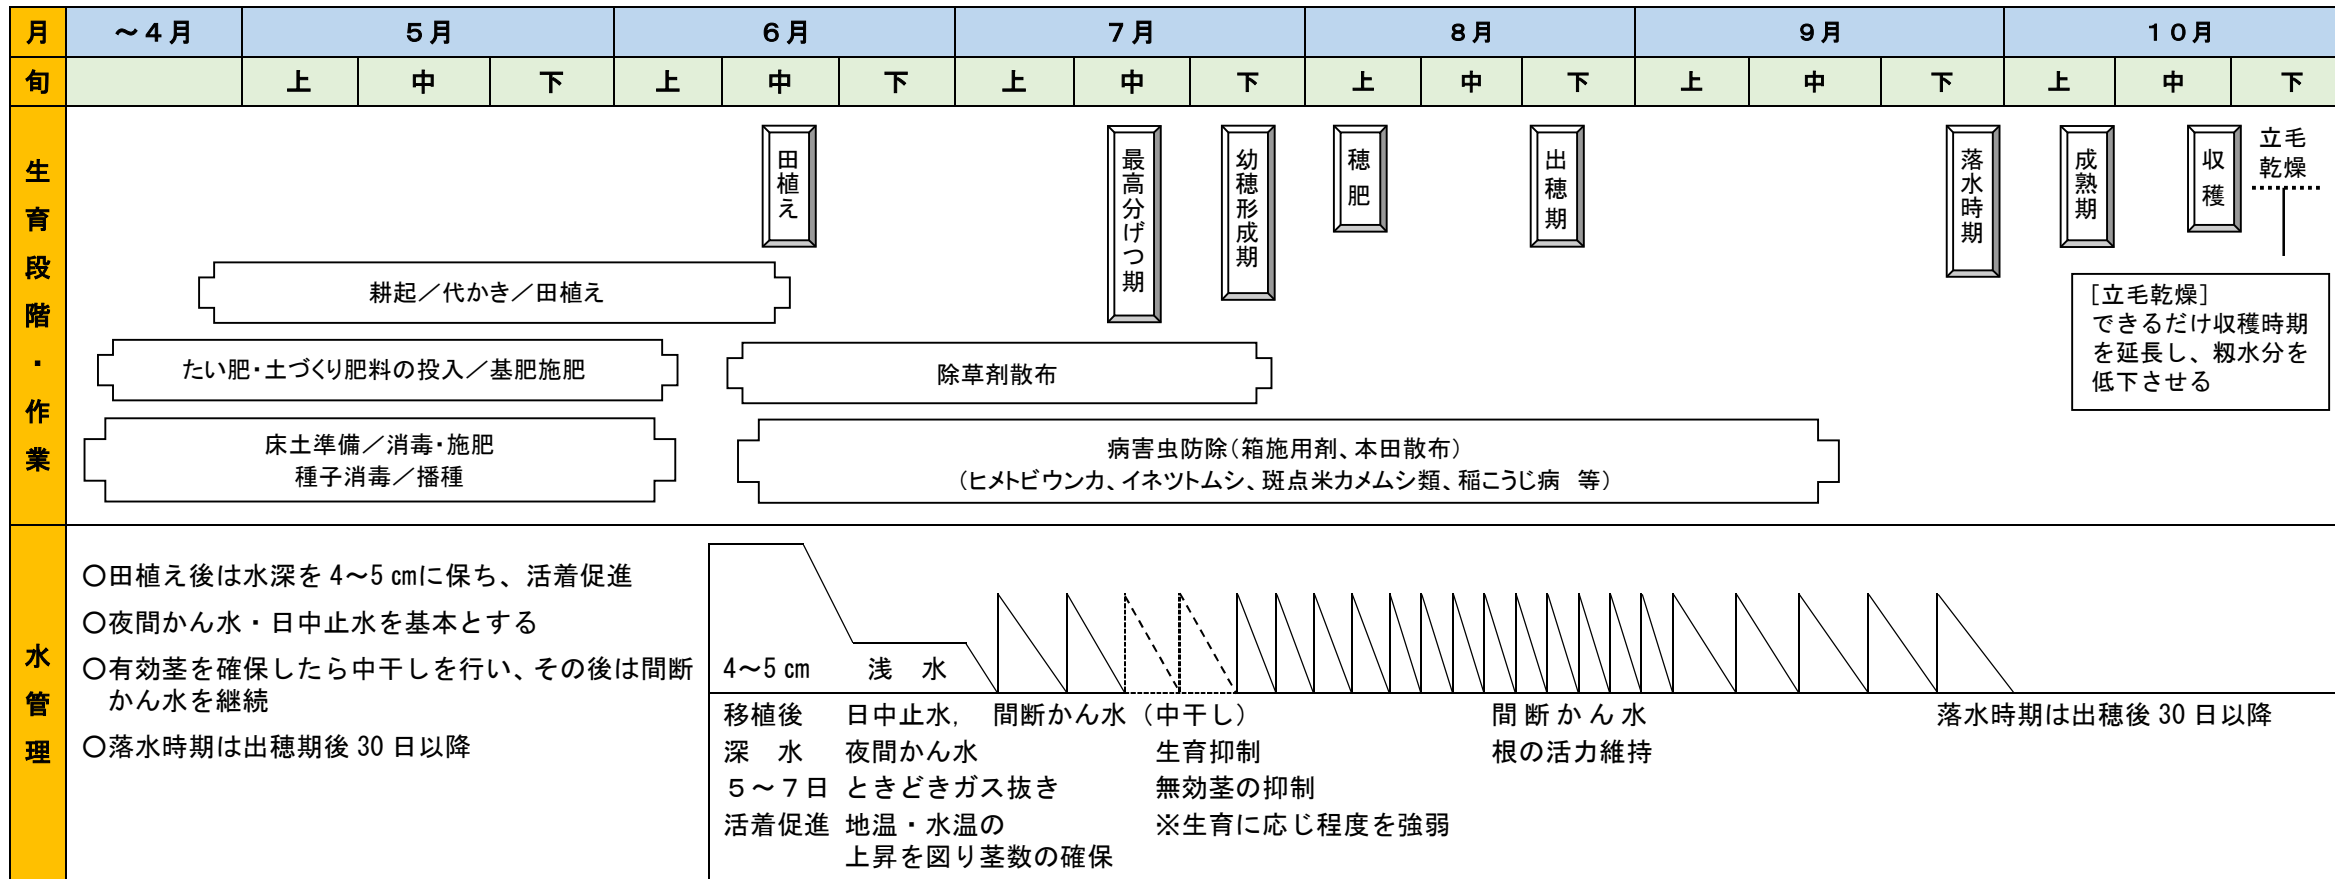 月 ～4月 5月 6月 7月 8月 9月 10月
旬 上 中 下 上 中 下 上 中 下 上 中 下 上 中 下 上 中 下
生育段階・作業
田植え
最高分げつ期
幼穂形成期
穂肥
出穂期
落水時期
成熟期
収穫
立毛
乾燥
耕起／代かき／田植え
［立毛乾燥］
できるだけ収穫時期
を延長し、籾水分を
低下させる
たい肥・土づくり肥料の投入／基肥施肥
除草剤散布
床土準備／消毒・施肥
種子消毒／播種
病害虫防除（箱施用剤、本田散布）
（ヒメトビウンカ、イネツトムシ、斑点米カメムシ類、稲こうじ病　等）
水管理
○田植え後は水深を 4～5 ㎝に保ち、活着促進
○夜間かん水・日中止水を基本とする
○有効茎を確保したら中干しを行い、その後は間断
かん水を継続
○落水時期は出穂期後 30 日以降
4～5 ㎝
浅　水
移植後
深　水
５～７日
活着促進
日中止水,
夜間かん水
ときどきガス抜き
地温・水温の
上昇を図り茎数の確保
間断かん水（中干し）
生育抑制
無効茎の抑制
※生育に応じ程度を強弱
間断かん水
根の活力維持
落水時期は出穂後 30 日以降